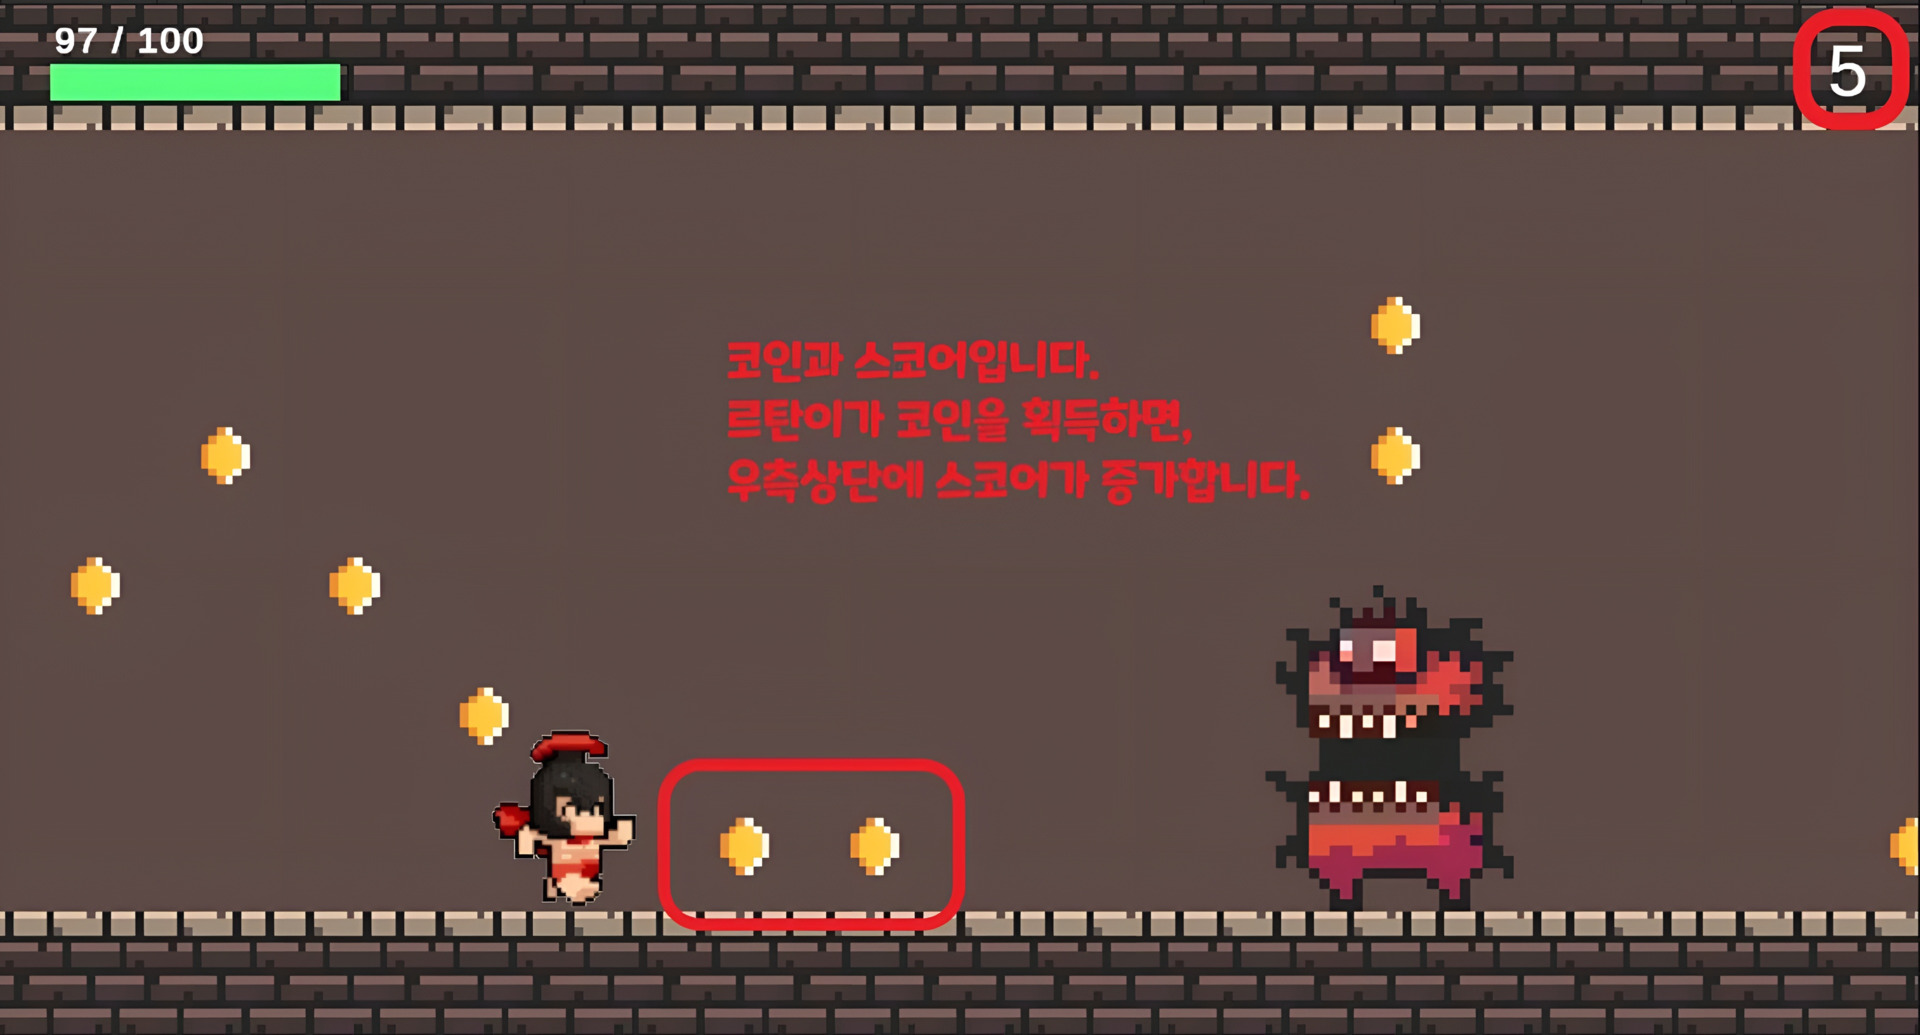 97 / 100
5
코인과 스코어입니다.
르탄이가 코인을 획득하면,
우측상단에 스코어가 증가합니다.